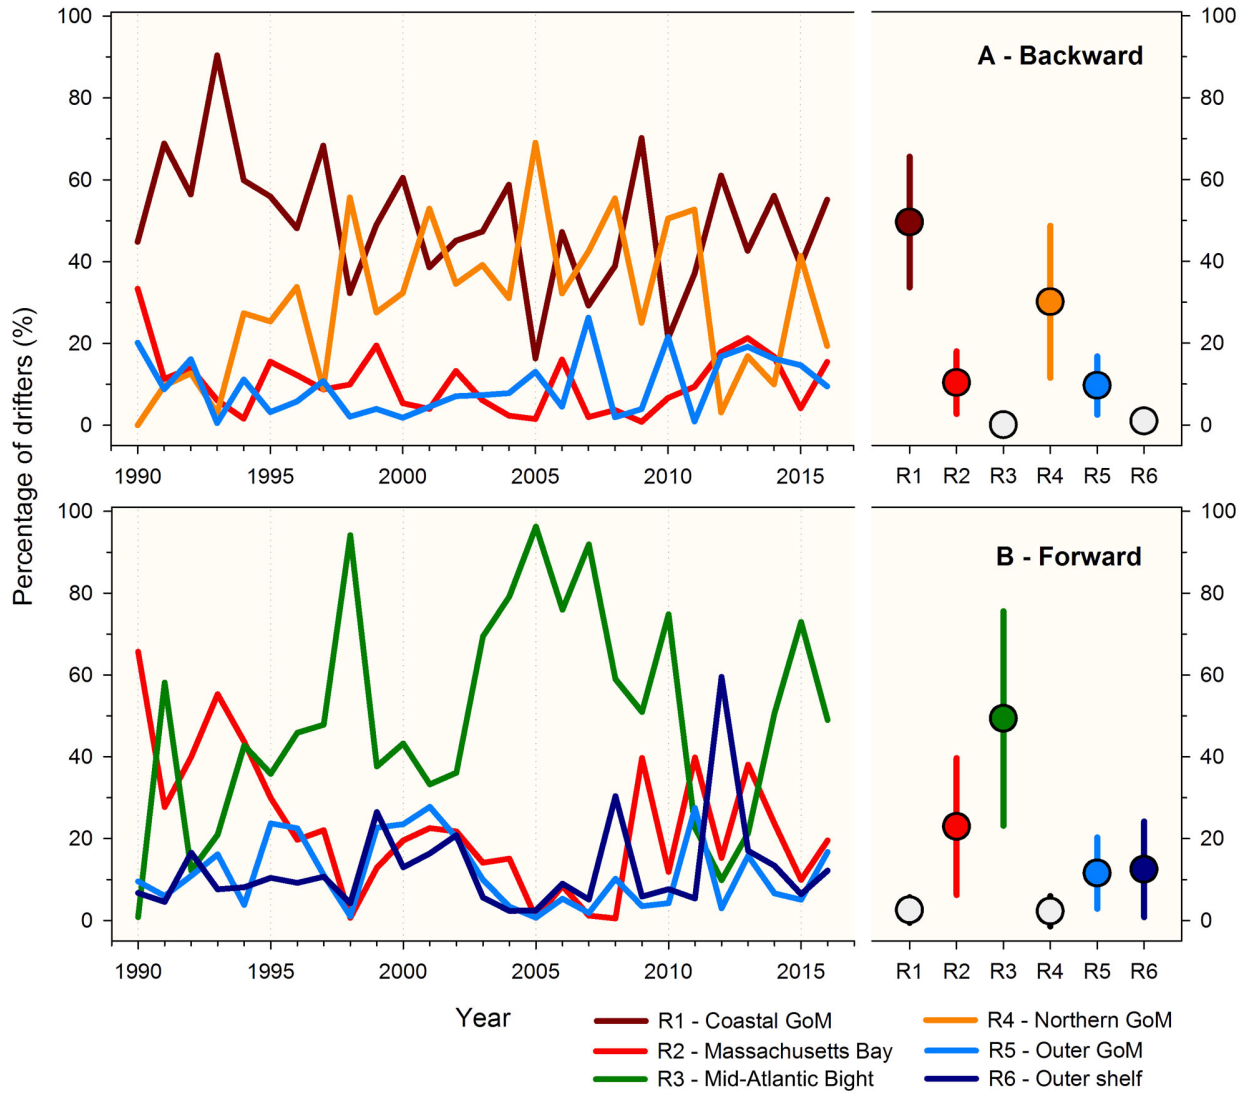 Percentage of drifters (%)
100
80
60
40
20
0
1990 1995 2000 2005 2010 2015
A - Backward
100
80
60
40
20
0
R1 R2 R3 R4 R5 R6
100
80
60
40
20
0
1990 1995 2000 2005 2010 2015
B - Forward
100
80
60
40
20
0
R1 R2 R3 R4 R5 R6
Year
R1 - Coastal GoM
R2 - Massachusetts Bay
R3 - Mid-Atlantic Bight
R4 - Northern GoM
R5 - Outer GoM
R6 - Outer shelf